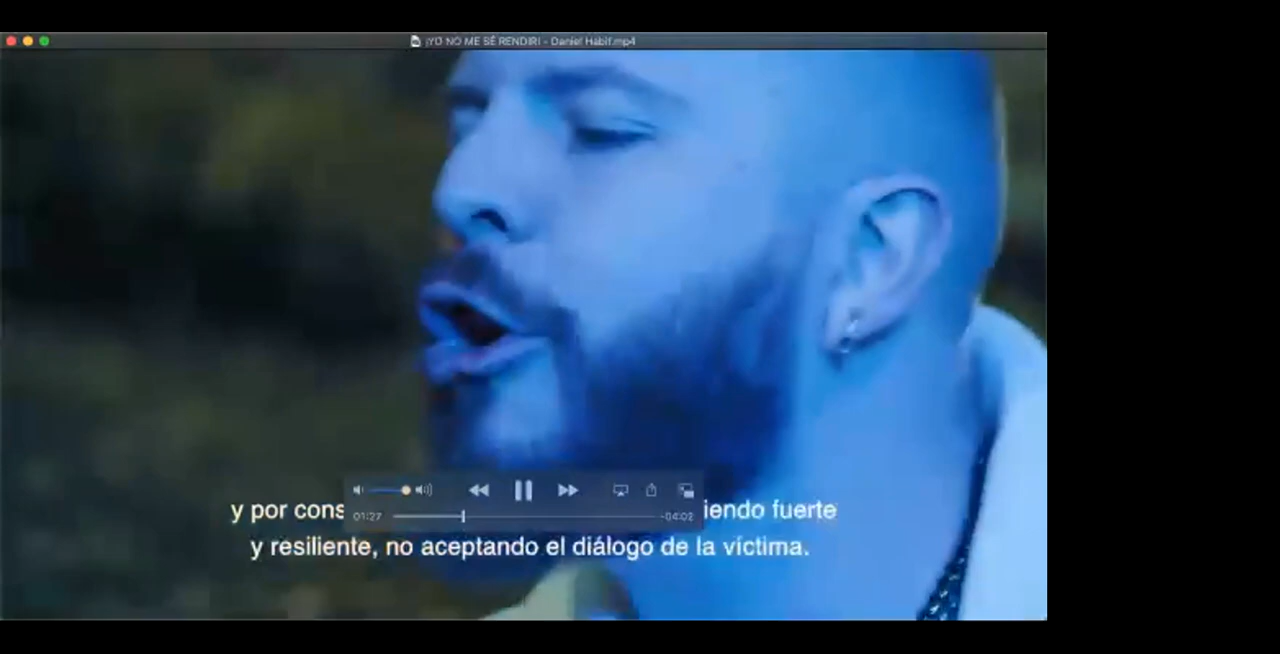 ¡YO NO ME SÉ RENDIR! - Daniel Habif.mp4
y por cons iendo fuerte
01:27 -04:02
y resiliente, no aceptando el diálogo de la víctima.